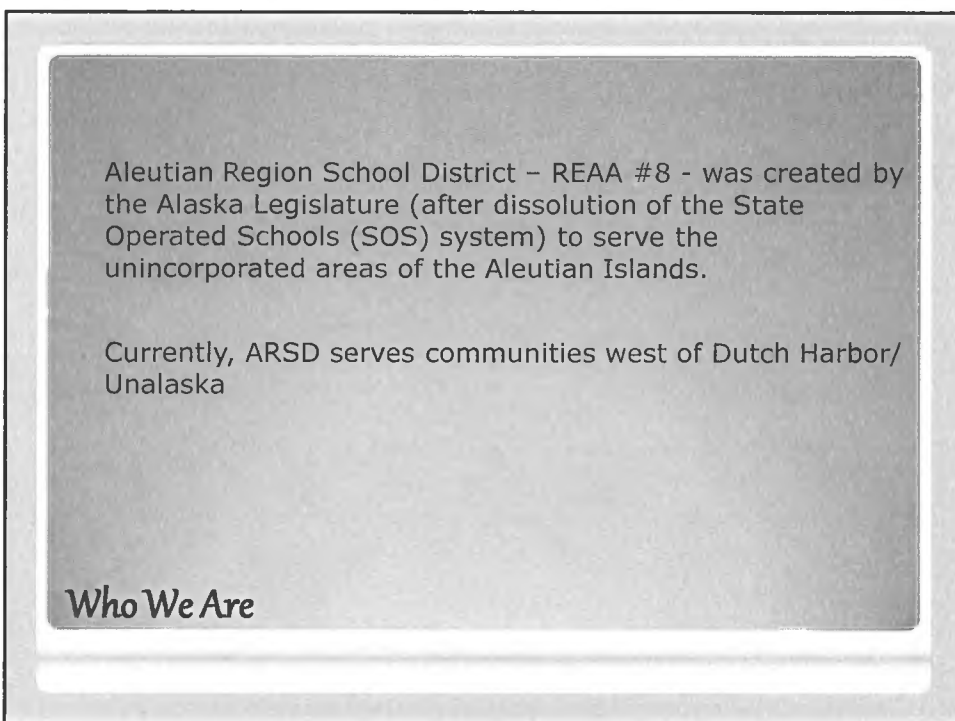 Aleutian Region School District – REAA #8 - was created by
the Alaska Legislature (after dissolution of the State
Operated Schools (SOS) system) to serve the
unincorporated areas of the Aleutian Islands.
Currently, ARSD serves communities west of Dutch Harbor/
Unalaska
Who We Are